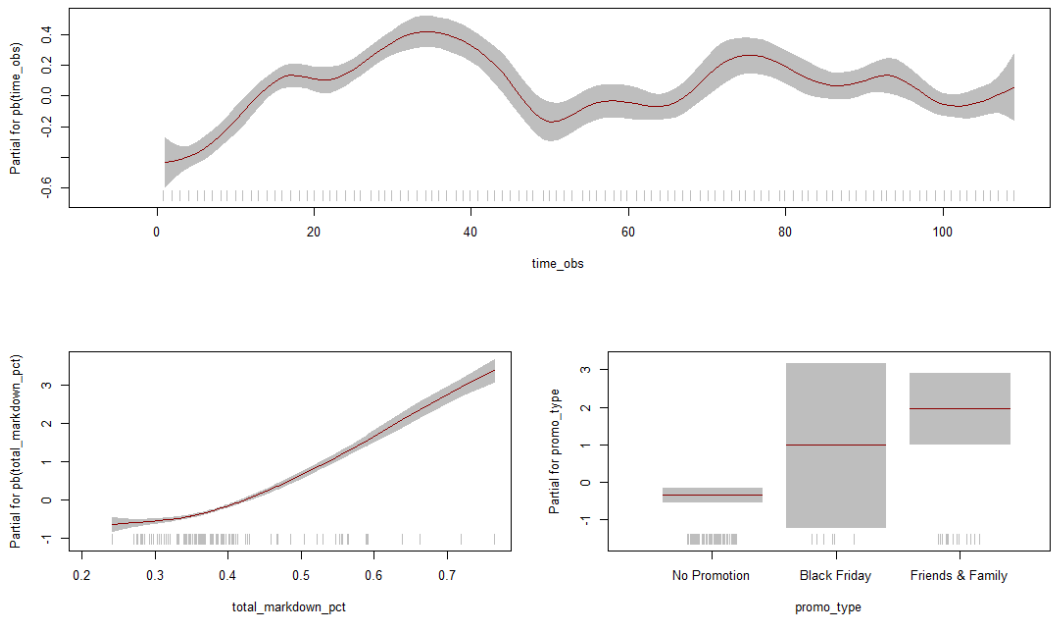 Partial for pb(time_obs)
0.4
0.2
0.0
-0.2
-0.6
0 20 40 60 80 100
time_obs
Partial for pb(total_markdown_pct)
3
2
1
0
-1
0.2 0.3 0.4 0.5 0.6 0.7
total_markdown_pct
Partial for promo_type
3
2
1
0
-1
No Promotion Black Friday Friends & Family
promo_type